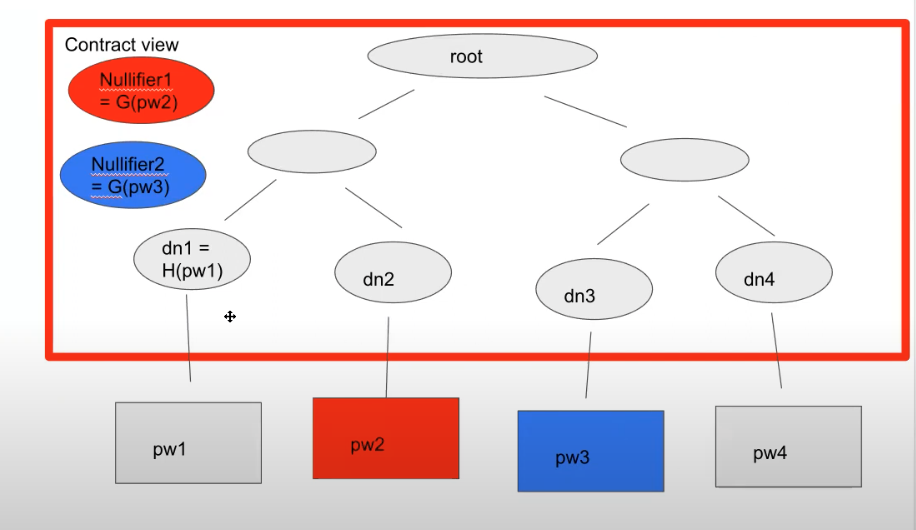 Contract view
root
Nullifier1
= G(pw2)
Nullifier2
= G(pw3)
dn1 =
H(pw1)
dn2
dn3
dn4
pw1
pw2
pw3
pw4